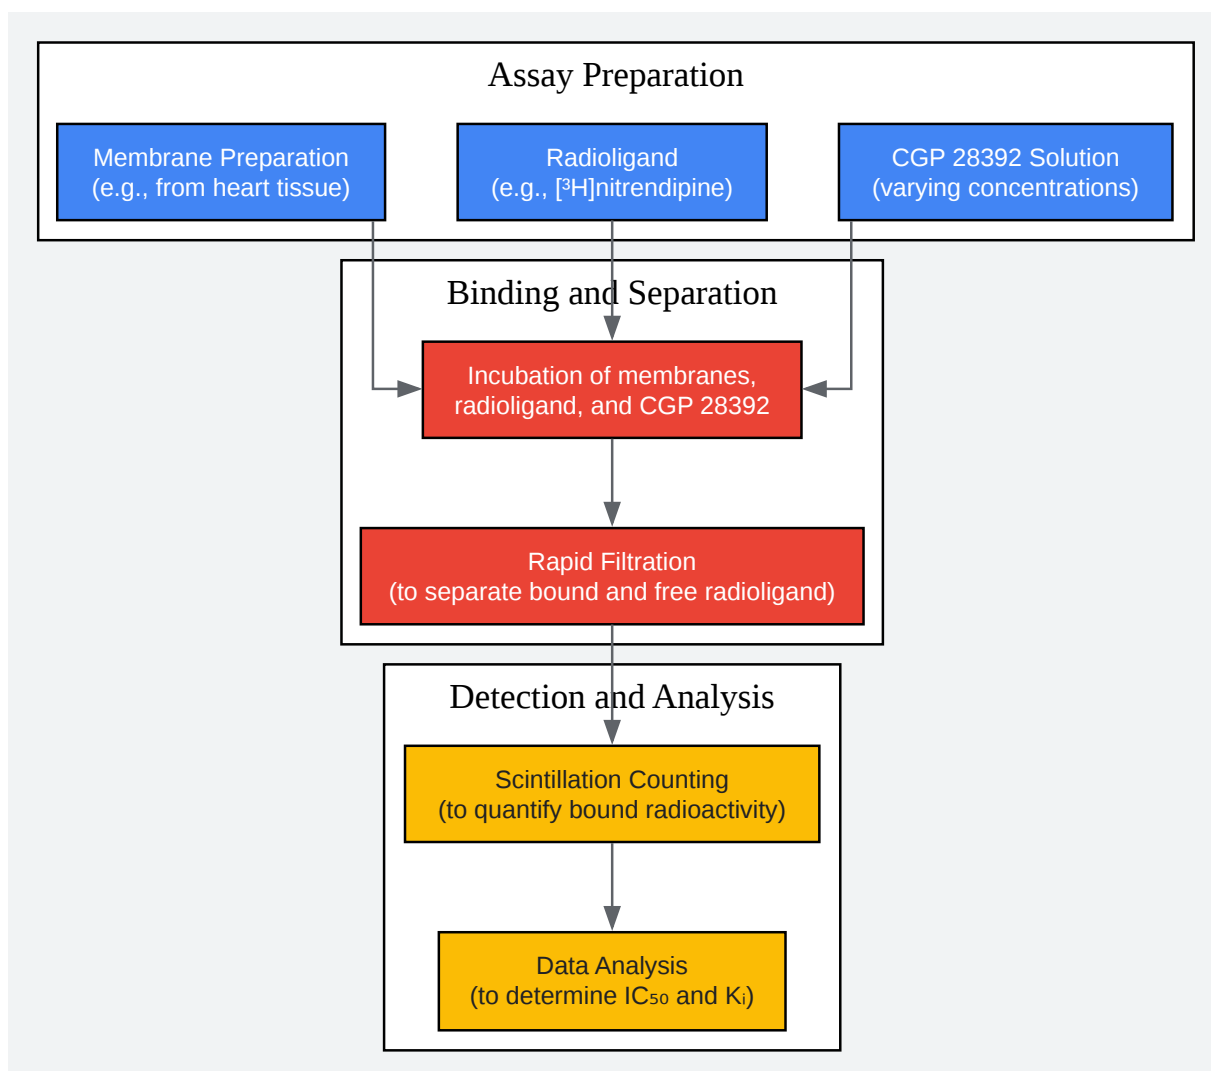 Assay Preparation
Membrane Preparation
(e.g., from heart tissue)
Radioligand
(e.g., [³H]nitrendipine)
CGP 28392 Solution
(varying concentrations)
Binding and Separation
Incubation of membranes,
radioligand, and CGP 28392
Rapid Filtration
(to separate bound and free radioligand)
Detection and Analysis
Scintillation Counting
(to quantify bound radioactivity)
Data Analysis
(to determine IC₅₀ and Kᵢ)